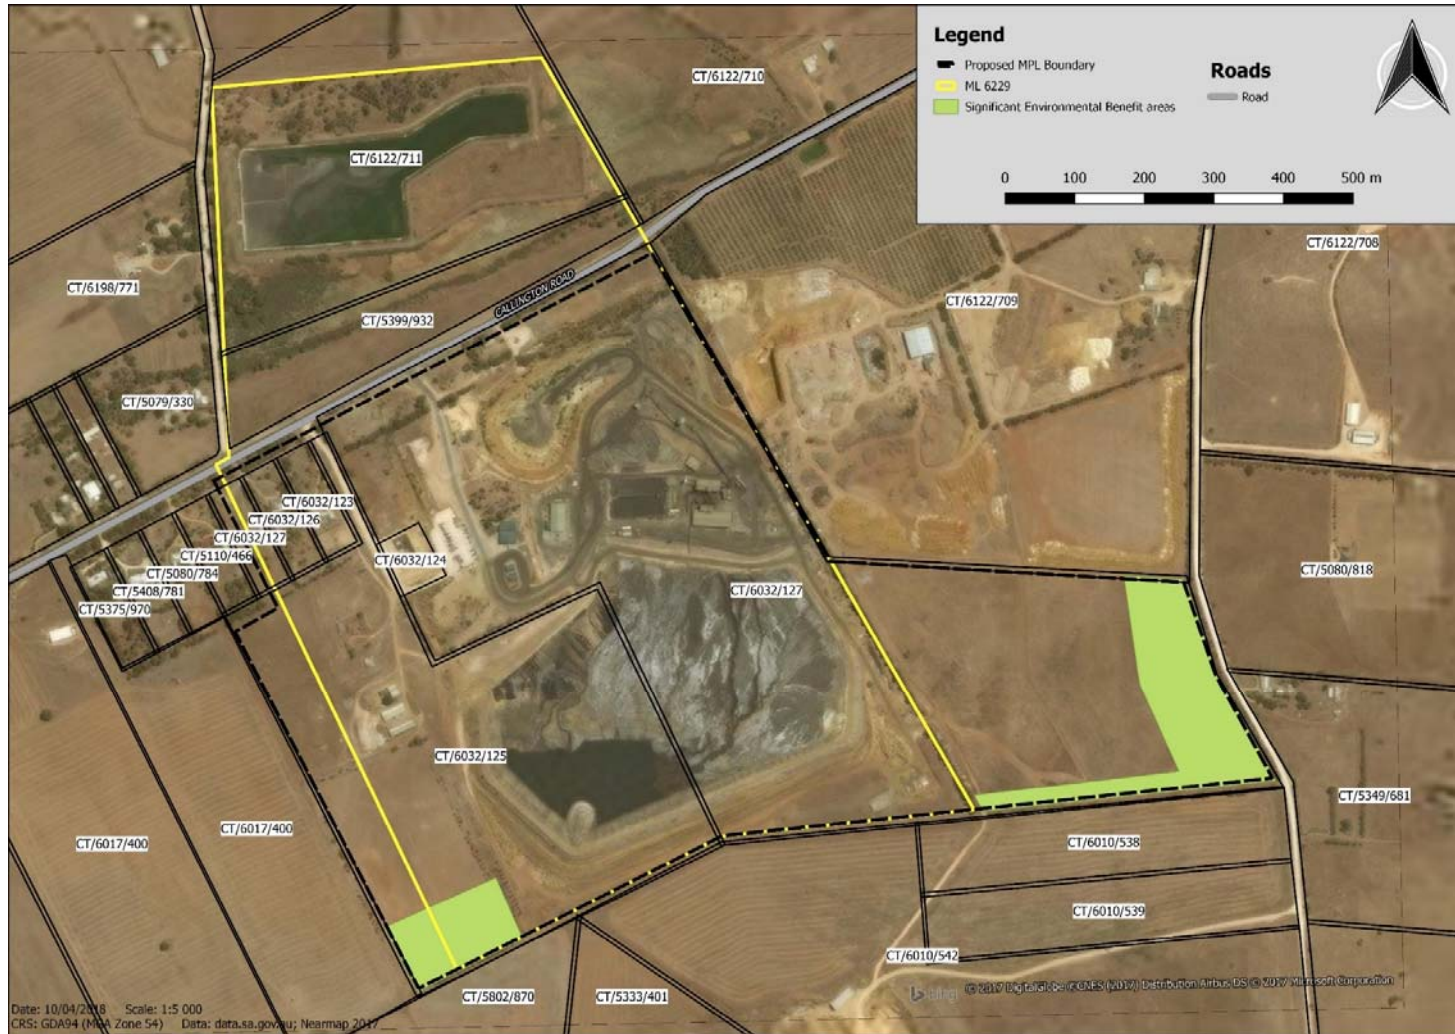 Legend
Proposed MPL Boundary
ML 6229
Significant Environmental Benefit areas
Roads
Road
0 100 200 300 400 500 m
CT/6122/710
CT/6122/711
CT/6122/708
CT/6198/771
CT/6122/709
CALLINGTON ROAD
CT/5399/932
CT/5079/330
CT/6032/123
CT/6032/126
CT/6032/127
CT/5110/466
CT/6032/124
CT/5080/784
CT/5408/781
CT/5375/970
CT/6032/127
CT/5080/818
CT/6032/125
CT/5349/681
CT/6017/400
CT/6017/400
CT/6010/538
CT/6010/539
CT/6010/542
CT/5802/870
CT/5333/401
bing
© 2017 DigitalGlobe ©CNES (2017) Distribution Airbus DS © 2017 Microsoft Corporation
Date: 10/04/2018 Scale: 1:5 000
CRS: GDA94 (MGA Zone 54) Data: data.sa.gov.au; Nearmap 2017